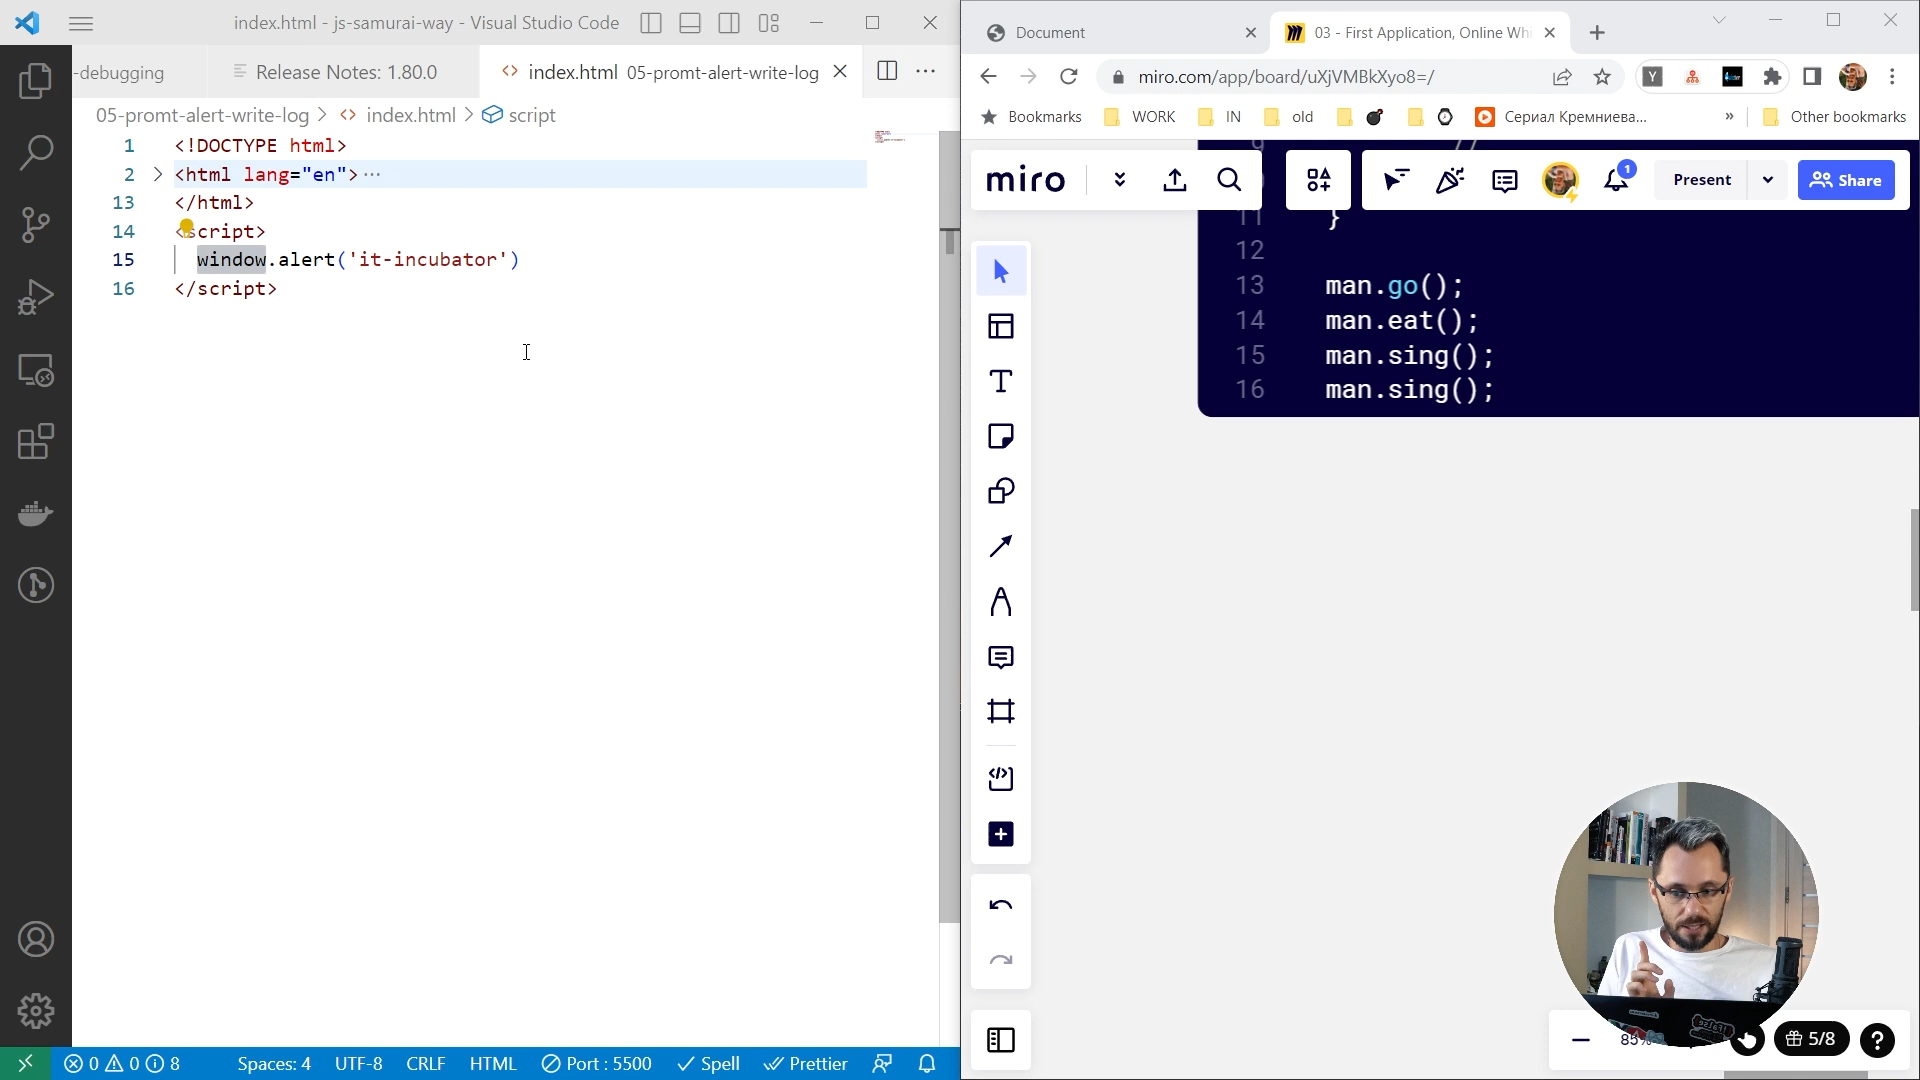 index.html - js-samurai-way - Visual Studio Code
-debugging
Release Notes: 1.80.0
index.html 05-promt-alert-write-log
05-promt-alert-write-log > index.html > script
1 <!DOCTYPE html>
2 <html lang="en"> ···
13 </html>
14 <script>
15 window.alert('it-incubator')
16 </script>
0 0 8
Spaces: 4
UTF-8
CRLF
HTML
Port : 5500
Spell
Prettier
Document
03 - First Application, Online Whi
miro.com/app/board/uXjVMBkXyo8=/
Y
Bookmarks
WORK
IN
old
Сериал Кремниева...
»
Other bookmarks
9 //
miro
1
Present
Share
11 }
12
13 man.go();
14 man.eat();
15 man.sing();
16 man.sing();
85%
5/8
?